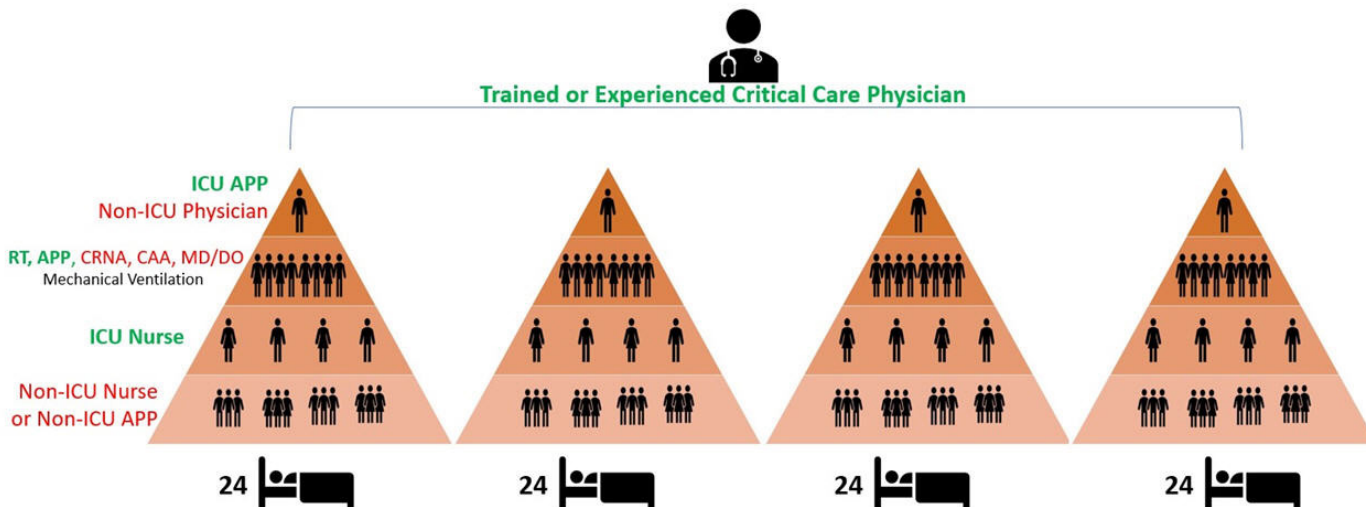 Trained or Experienced Critical Care Physician
ICU APP
Non-ICU Physician
RT, APP, CRNA, CAA, MD/DO
Mechanical Ventilation
ICU Nurse
Non-ICU Nurse
or Non-ICU APP
24
24
24
24